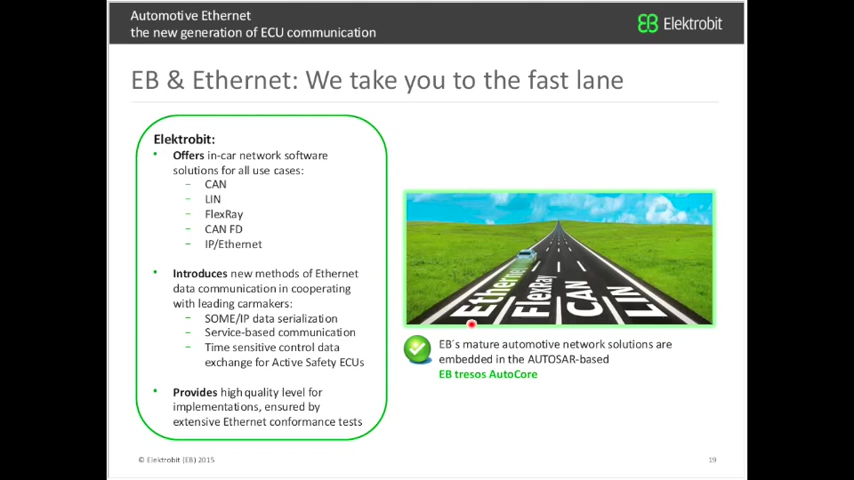 Automotive Ethernet
the new generation of ECU communication
EB Elektrobit
EB & Ethernet: We take you to the fast lane
Elektrobit:
• Offers in-car network software
solutions for all use cases:
– CAN
– LIN
– FlexRay
– CAN FD
– IP/Ethernet
• Introduces new methods of Ethernet
data communication in cooperating
with leading carmakers:
– SOME/IP data serialization
– Service-based communication
– Time sensitive control data
exchange for Active Safety ECUs
• Provides high quality level for
implementations, ensured by
extensive Ethernet conformance tests
Ethernet
FlexRay
CAN
LIN
EB´s mature automotive network solutions are
embedded in the AUTOSAR-based
EB tresos AutoCore
© Elektrobit (EB) 2015
19